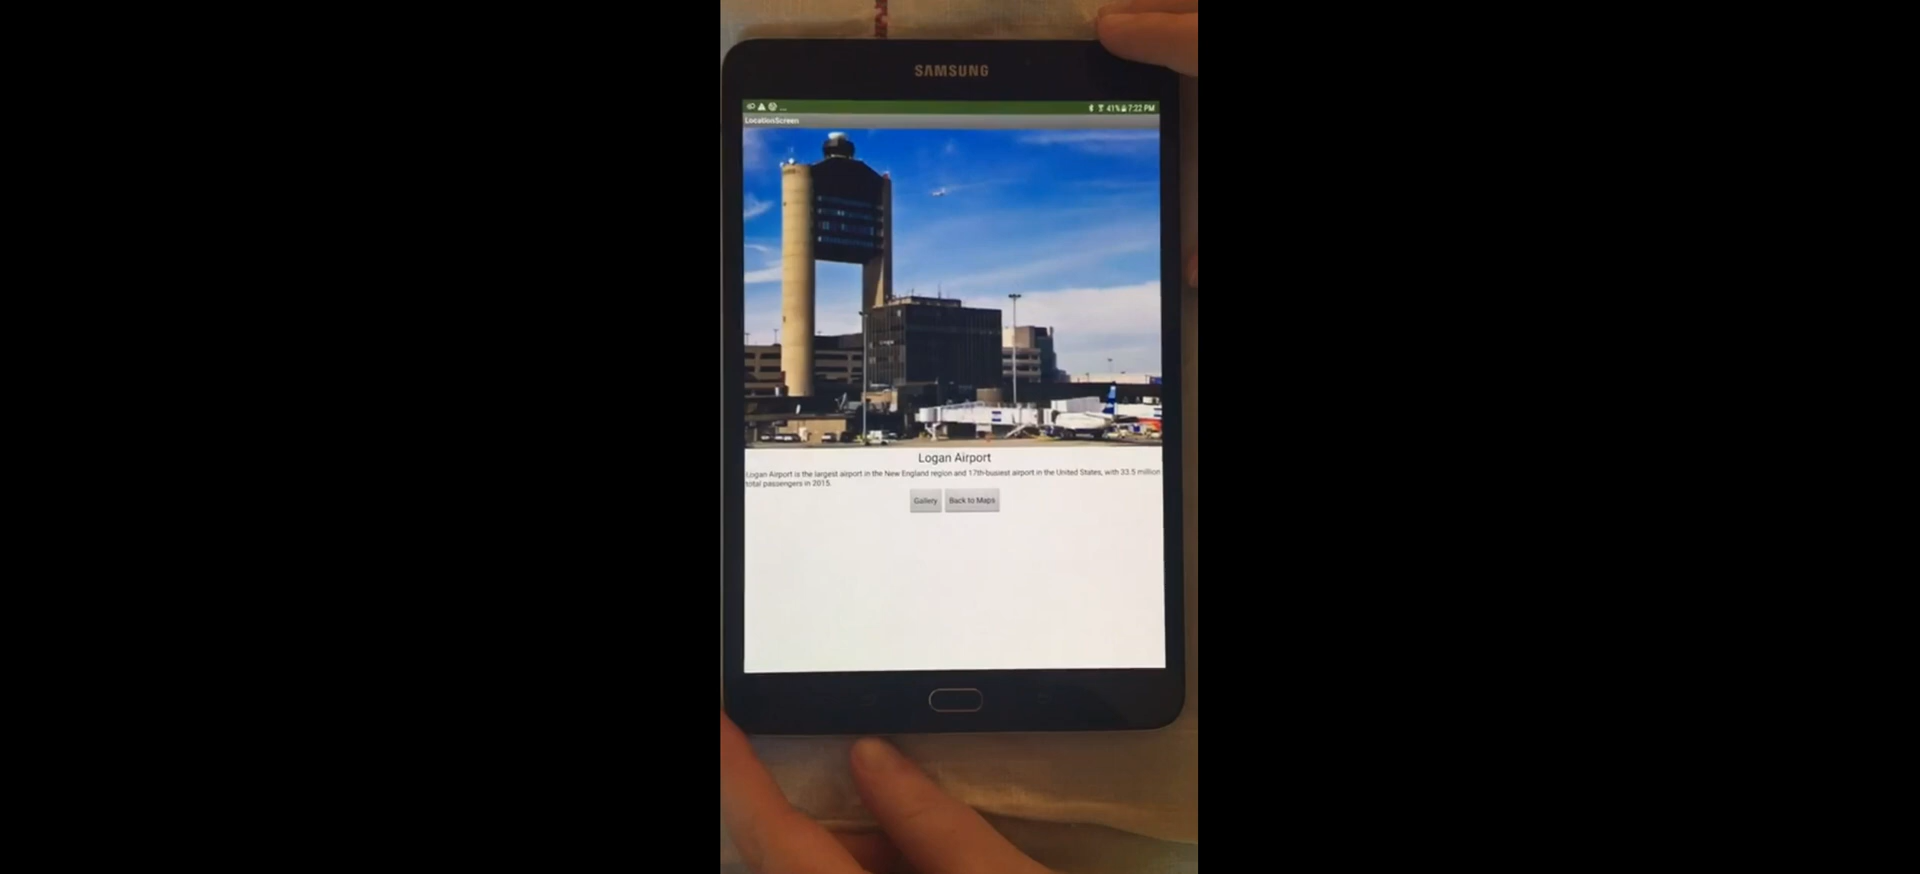 SAMSUNG
41% 7:22 PM
LocationScreen
Logan Airport
Logan Airport is the largest airport in the New England region and 17th-busiest airport in the United States, with 33.5 million
total passengers in 2015.
Gallery Back to Maps